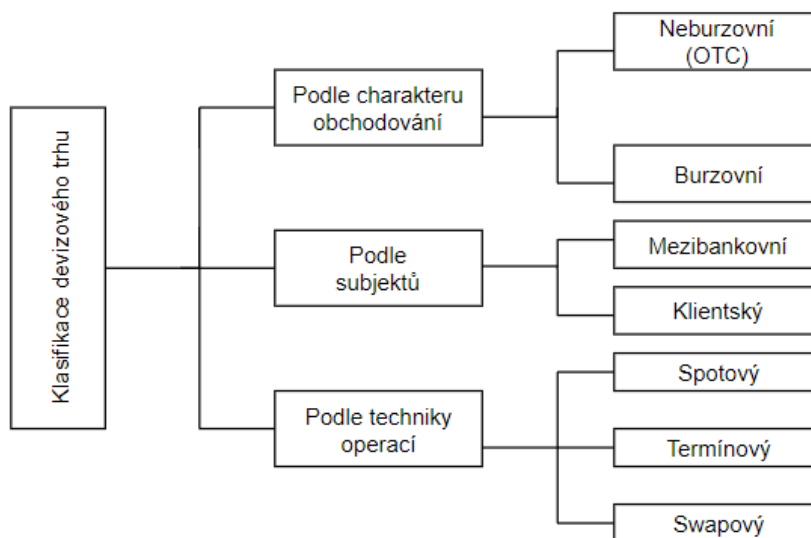 Klasifikace devizového trhu
Podle charakteru
obchodování
Neburzovní
(OTC)
Burzovní
Podle
subjektů
Mezibankovní
Klientský
Podle techniky
operací
Spotový
Termínový
Swapový